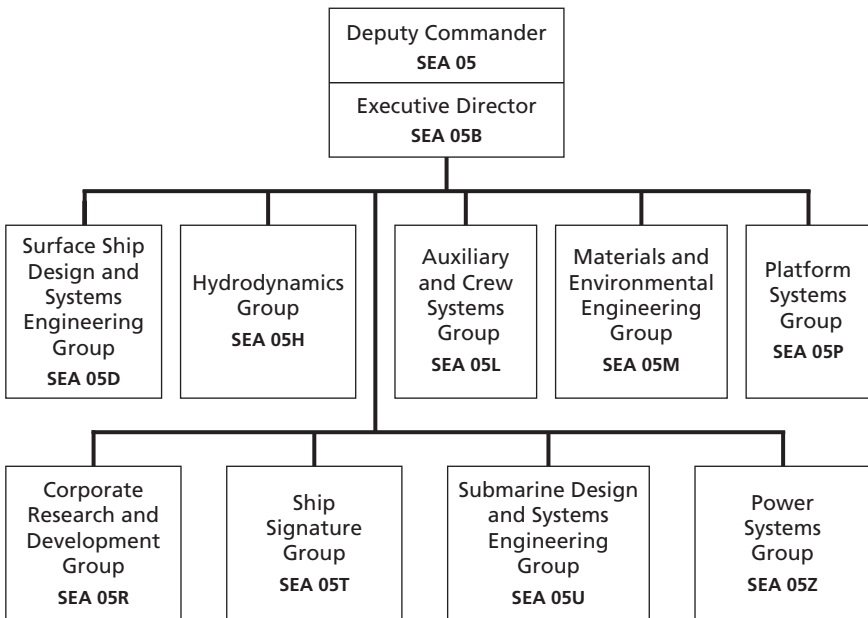 Deputy Commander
SEA 05
Executive Director
SEA 05B
Surface Ship
Design and
Systems
Engineering
Group
SEA 05D
Hydrodynamics
Group
SEA 05H
Auxiliary
and Crew
Systems
Group
SEA 05L
Materials and
Environmental
Engineering
Group
SEA 05M
Platform
Systems
Group
SEA 05P
Corporate
Research and
Development
Group
SEA 05R
Ship
Signature
Group
SEA 05T
Submarine Design
and Systems
Engineering
Group
SEA 05U
Power
Systems
Group
SEA 05Z